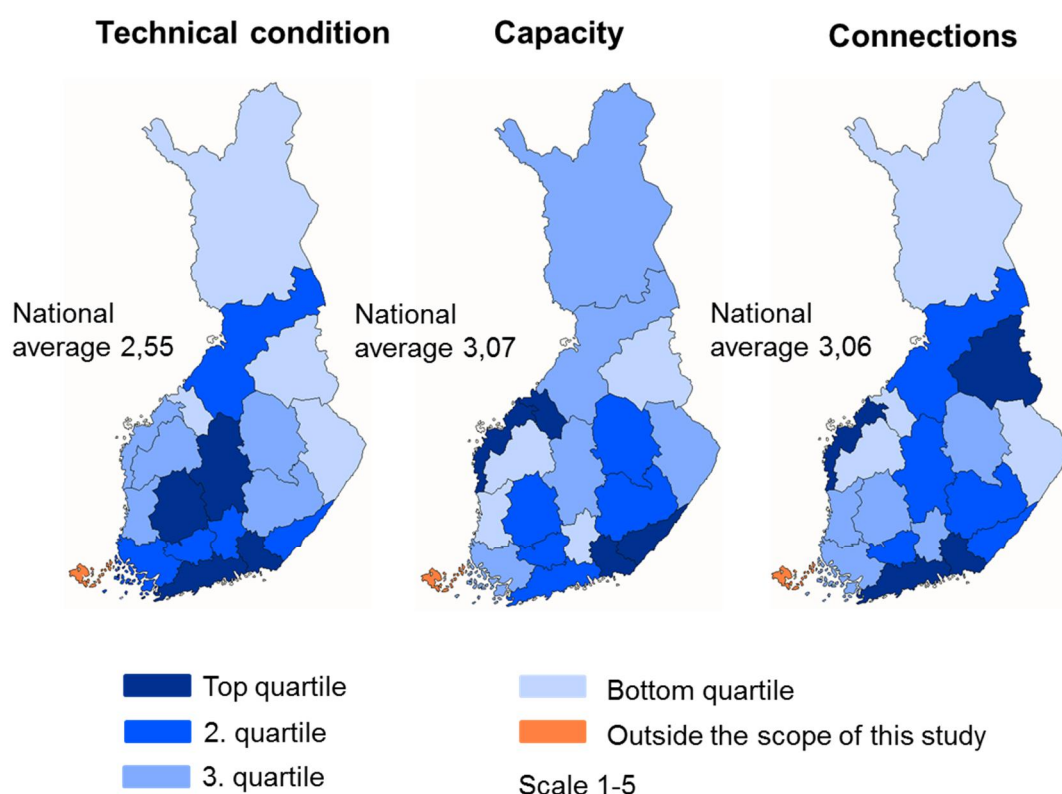 Technical condition
Capacity
Connections
National
average 2,55
National
average 3,07
National
average 3,06
Top quartile
2. quartile
3. quartile
Bottom quartile
Outside the scope of this study
Scale 1-5